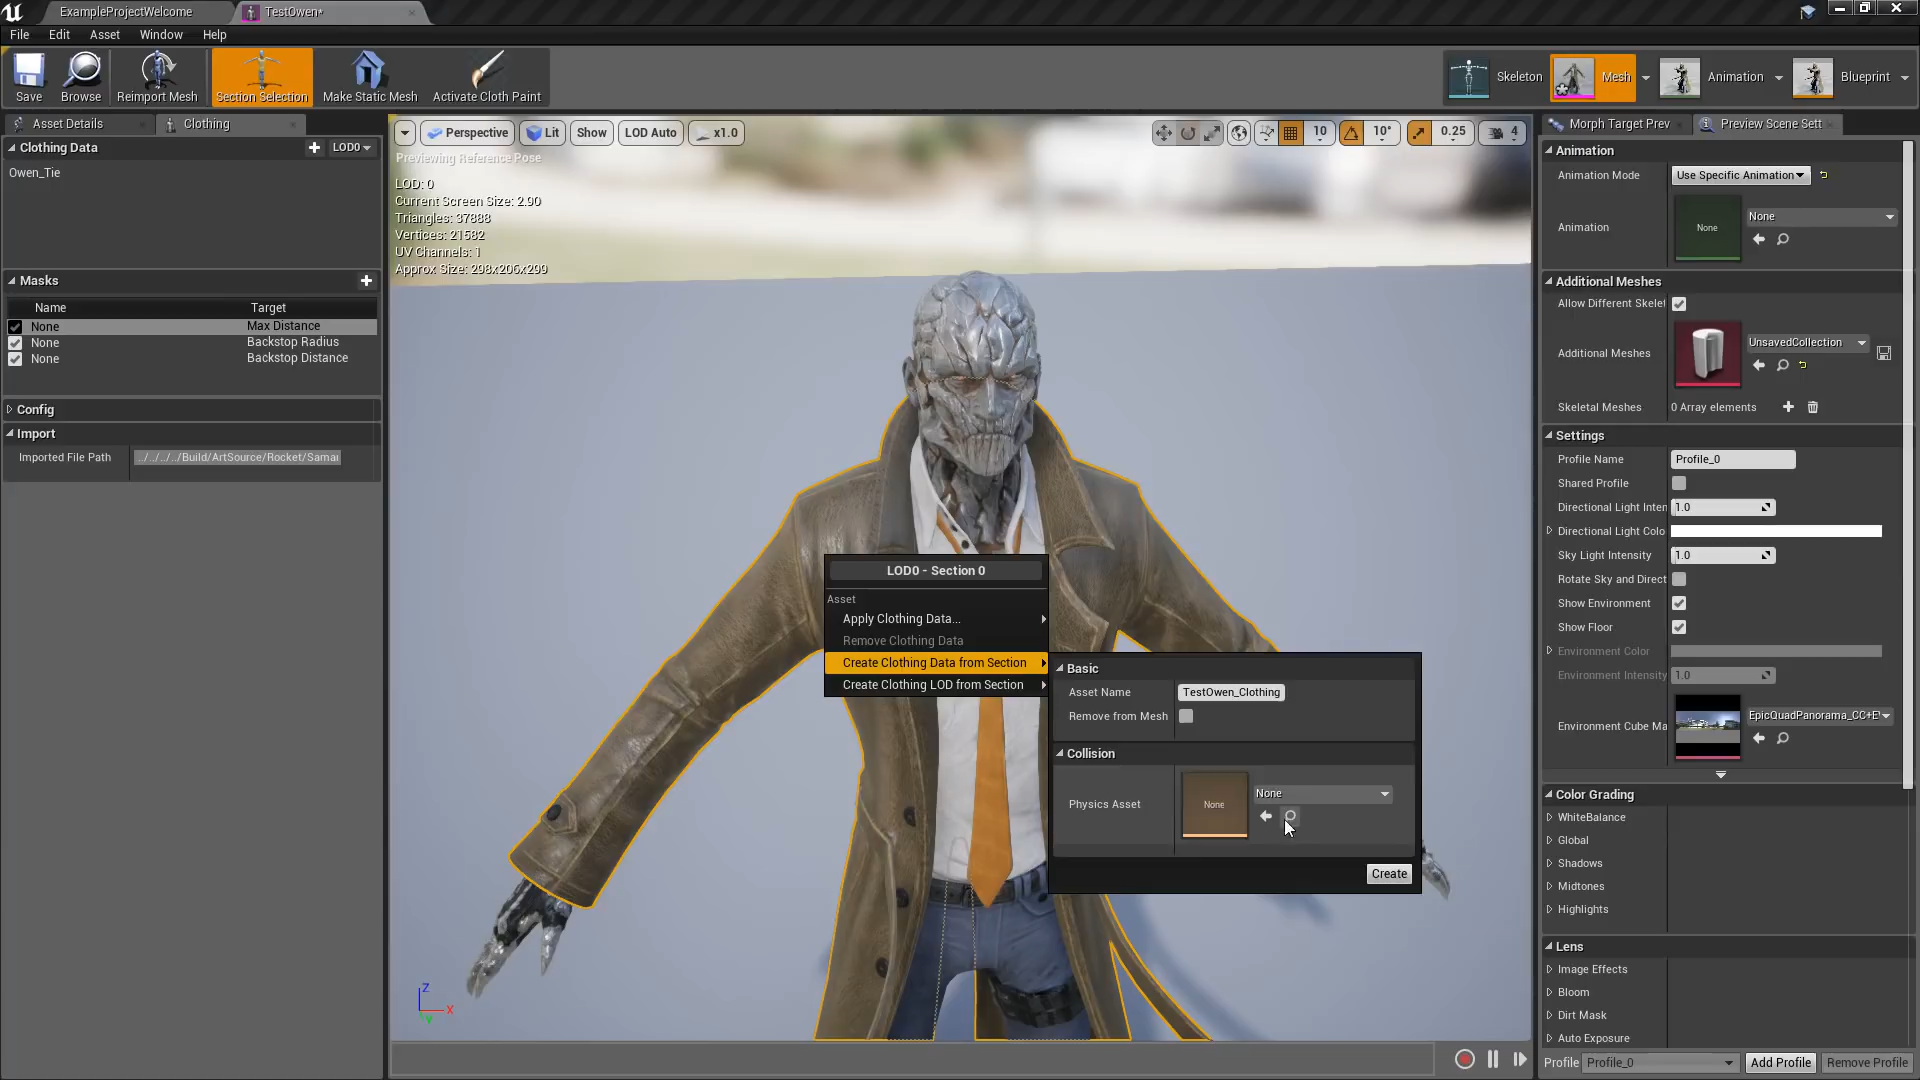 ExampleProjectWelcome
TestOwen*
File Edit Asset Window Help
Save
Browse
Reimport Mesh
Section Selection
Make Static Mesh
Activate Cloth Paint
Skeleton
Mesh
Animation
Blueprint
Asset Details
Clothing
Clothing Data
LOD0
Owen_Tie
Masks
Name Target
None Max Distance
None Backstop Radius
None Backstop Distance
Config
Import
Imported File Path ../../../../Build/ArtSource/Rocket/Samar
Perspective
Lit
Show
LOD Auto
x1.0
10
10°
0.25
4
Previewing Reference Pose
LOD: 0
Current Screen Size: 2.90
Triangles: 37888
Vertices: 21582
UV Channels: 1
Approx Size: 298x206x299
LOD0 - Section 0
Asset
Apply Clothing Data...
Remove Clothing Data
Create Clothing Data from Section
Create Clothing LOD from Section
Basic
Asset Name TestOwen_Clothing
Remove from Mesh
Collision
Physics Asset
None
None
Create
Z
X
Y
Morph Target Prev
Preview Scene Sett
Animation
Animation Mode Use Specific Animation
Animation
None
None
Additional Meshes
Allow Different Skelet
Additional Meshes
UnsavedCollection
Skeletal Meshes 0 Array elements
Settings
Profile Name Profile_0
Shared Profile
Directional Light Inten 1.0
Directional Light Colo
Sky Light Intensity 1.0
Rotate Sky and Direct
Show Environment
Show Floor
Environment Color
Environment Intensity 1.0
Environment Cube Ma
EpicQuadPanorama_CC+E
Color Grading
WhiteBalance
Global
Shadows
Midtones
Highlights
Lens
Image Effects
Bloom
Dirt Mask
Auto Exposure
Profile Profile_0 Add Profile Remove Profile